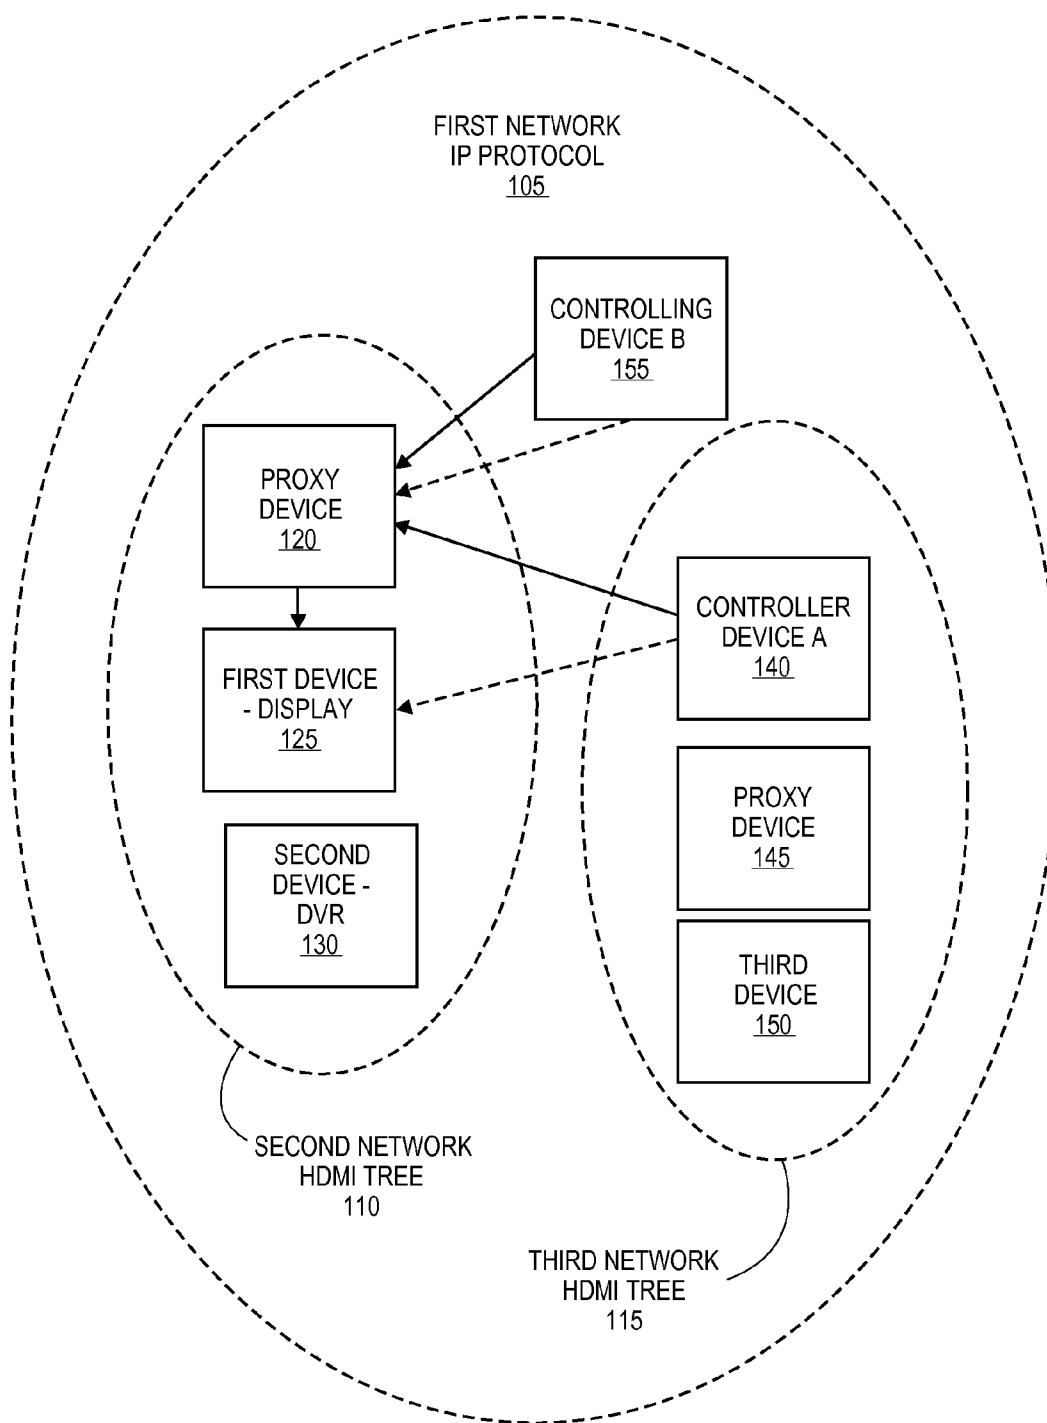 FIRST NETWORK
IP PROTOCOL
105
CONTROLLING
DEVICE B
155
PROXY
DEVICE
120
CONTROLLER
DEVICE A
140
FIRST DEVICE
- DISPLAY
125
PROXY
DEVICE
145
SECOND
DEVICE -
DVR
130
THIRD
DEVICE
150
SECOND NETWORK
HDMI TREE
110
THIRD NETWORK
HDMI TREE
115